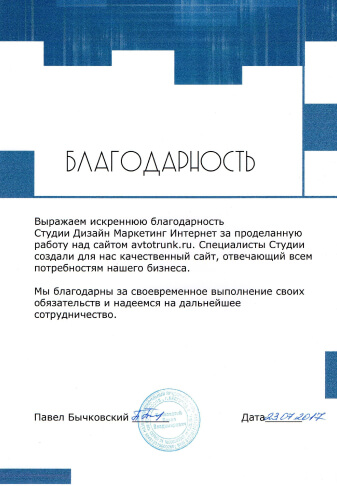 БЛАГОДАРНОСТЬ
Выражаем искреннюю благодарность
Студии Дизайн Маркетинг Интернет за проделанную
работу над сайтом avtotrunk.ru. Специалисты Студии
создали для нас качественный сайт, отвечающий всем
потребностям нашего бизнеса.
Мы благодарны за своевременное выполнение своих
обязательств и надеемся на дальнейшее
сотрудничество.
Павел Бычковский
Дата 23.07.2017